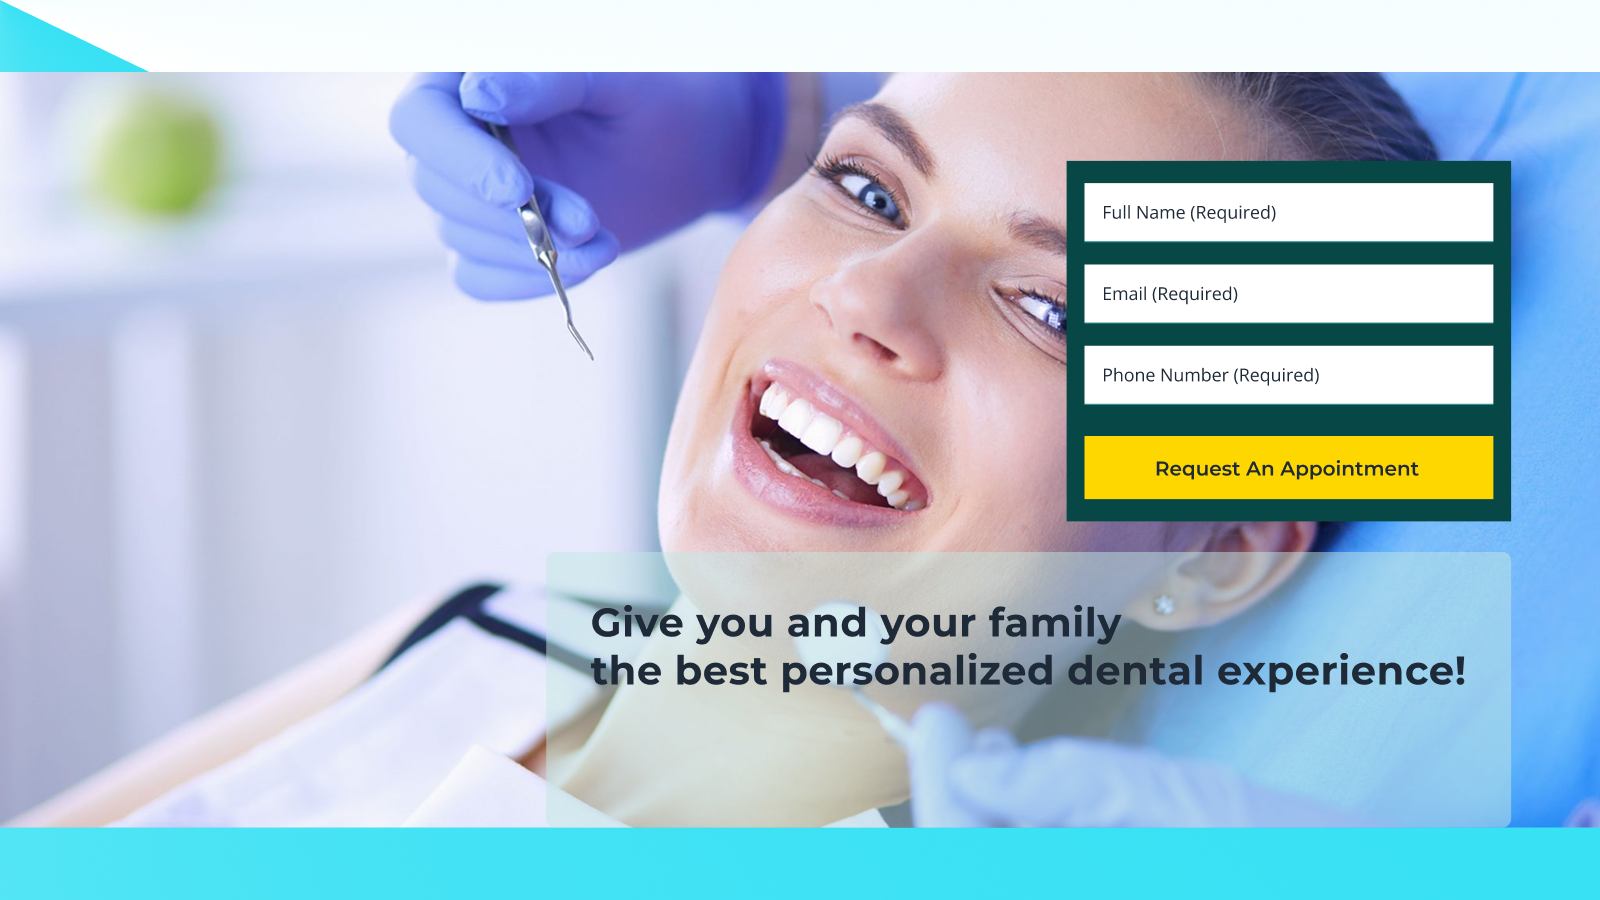 Full Name (Required)
Email (Required)
Phone Number (Required)
Request An Appointment
Give you and your family
the best personalized dental experience!